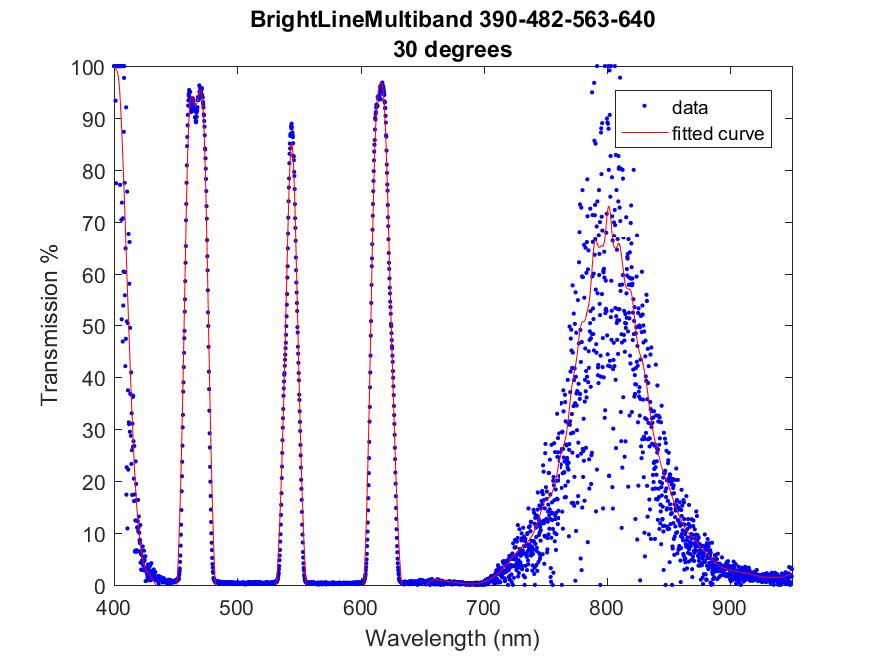 BrightLineMultiband 390-482-563-640
30 degrees
100
90
80
70
60
50
40
30
20
10
0
Transmission %
data
fitted curve
400 500 600 700 800 900
Wavelength (nm)